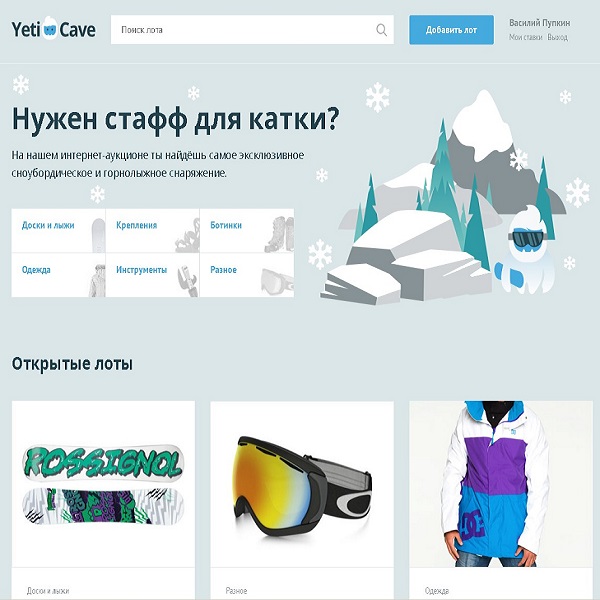 Yeti Cave
Поиск лота
Добавить лот
Василий Пупкин
Мои ставки Выход
Нужен стафф для катки?
На нашем интернет-аукционе ты найдёшь самое эксклюзивное
сноубордическое и горнолыжное снаряжение.
Доски и лыжи Крепления Ботинки
Одежда Инструменты Разное
Открытые лоты
ROSSIGNOL
Доски и лыжи Разное Одежда